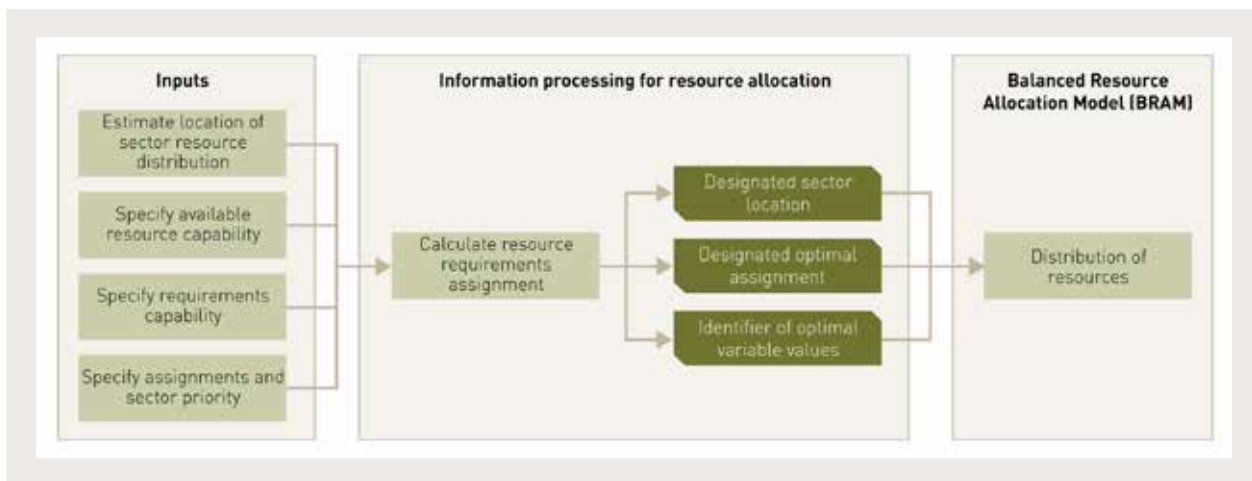 Inputs
Estimate location of
sector resource
distribution
Specify available
resource capability
Specify requirements
capability
Specify assignments and
sector priority
Information processing for resource allocation
Calculate resource
requirements
assignment
Designated sector
location
Designated optimal
assignment
Identifier of optimal
variable values
Balanced Resource
Allocation Model (BRAM)
Distribution of
resources